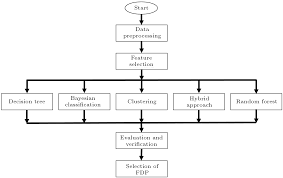 Start
Data
preprocessing
Feature
selection
Decision tree
Bayesian
classification
Clustering
Hybrid
approach
Random forest
Evaluation and
verification
Selection of
FDP